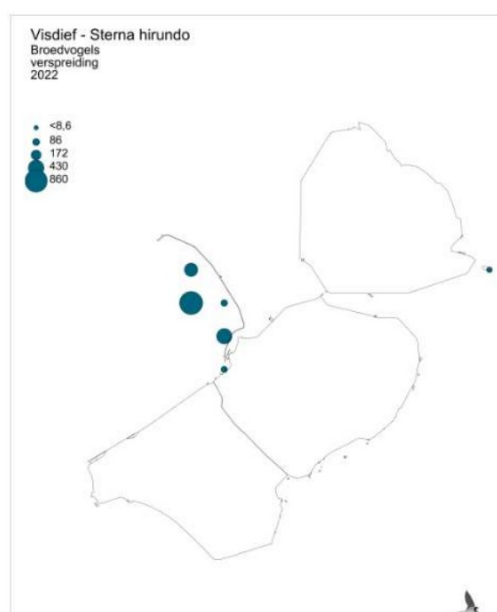 Visdief - Sterna hirundo
Broedvogels
verspreiding
2022
<8,6
86
172
430
860